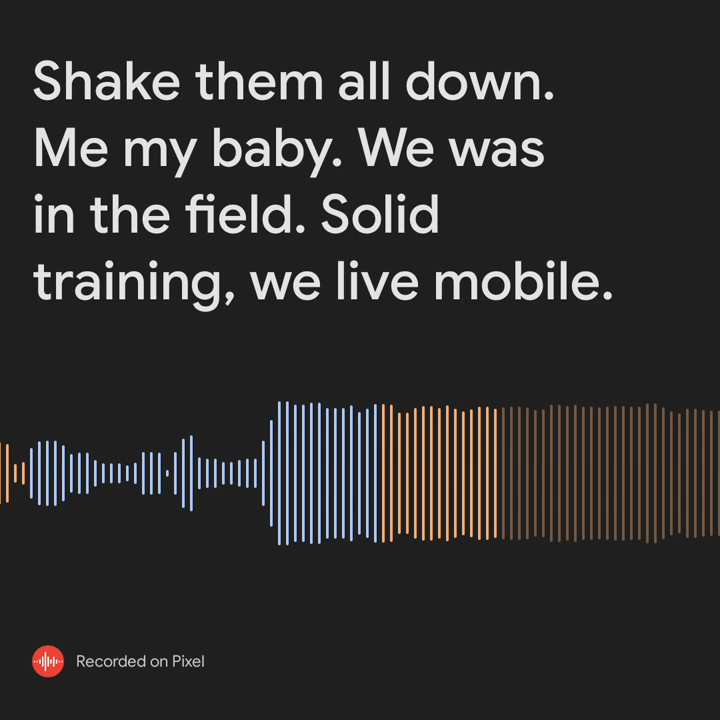 Shake them all down.
Me my baby. We was
in the field. Solid
training, we live mobile.
Recorded on Pixel